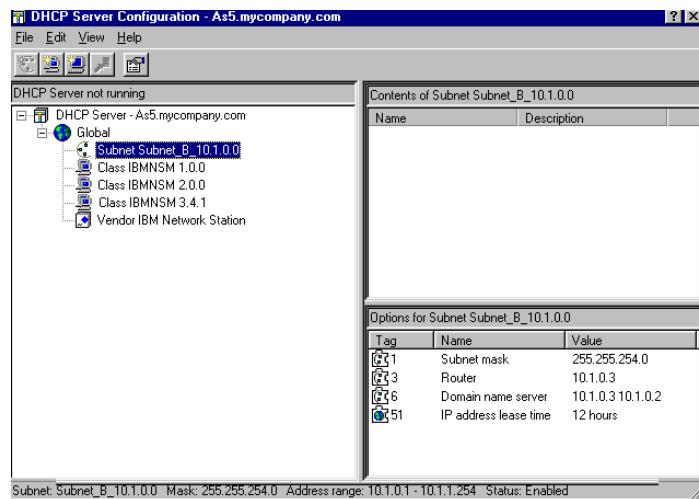 DHCP Server Configuration - As5.mycompany.com
File Edit View Help
DHCP Server not running
DHCP Server - As5.mycompany.com
Global
Subnet Subnet_B_10.1.0.0
Class IBMNSM 1.0.0
Class IBMNSM 2.0.0
Class IBMNSM 3.4.1
Vendor IBM Network Station
Contents of Subnet Subnet_B_10.1.0.0
Name Description
Options for Subnet Subnet_B_10.1.0.0
Tag Name Value
1 Subnet mask 255.255.254.0
3 Router 10.1.0.3
6 Domain name server 10.1.0.3 10.1.0.2
51 IP address lease time 12 hours
Subnet: Subnet_B_10.1.0.0 Mask: 255.255.254.0 Address range: 10.1.0.1 - 10.1.1.254 Status: Enabled